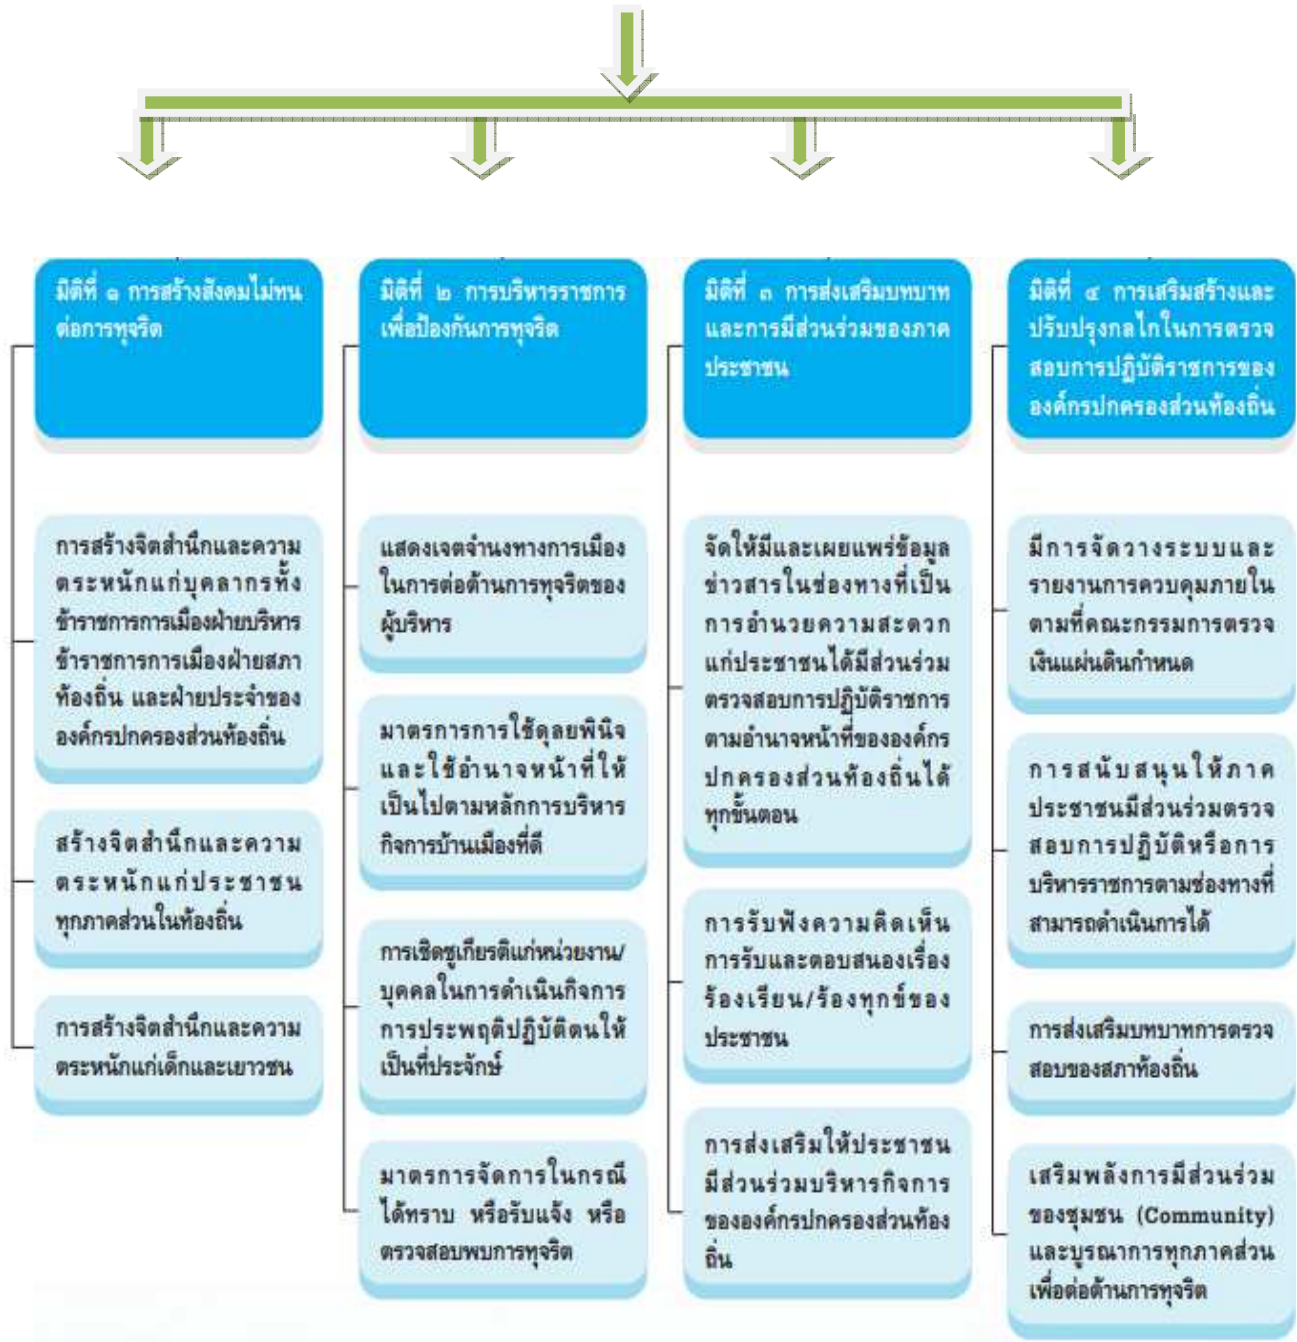 มิติที่ ๑ การสร้างสังคมไม่ทน
ต่อการทุจริต
การสร้างจิตสำนึกและความ
ตระหนักแก่บุคลากรทั้ง
ข้าราชการการเมืองฝ่ายบริหาร
ข้าราชการการเมืองฝ่ายสภา
ท้องถิ่น และฝ่ายประจำของ
องค์กรปกครองส่วนท้องถิ่น
สร้างจิตสำนึกและความ
ตระหนักแก่ประชาชน
ทุกภาคส่วนในท้องถิ่น
การสร้างจิตสำนึกและความ
ตระหนักแก่เด็กและเยาวชน
มิติที่ ๒ การบริหารราชการ
เพื่อป้องกันการทุจริต
แสดงเจตจำนงทางการเมือง
ในการต่อต้านการทุจริตของ
ผู้บริหาร
มาตรการการใช้ดุลยพินิจ
และใช้อำนาจหน้าที่ให้
เป็นไปตามหลักการบริหาร
กิจการบ้านเมืองที่ดี
การเชิดชูเกียรติแก่หน่วยงาน/
บุคคลในการดำเนินกิจการ
การประพฤติปฏิบัติตนให้
เป็นที่ประจักษ์
มาตรการจัดการในกรณี
ได้ทราบ หรือรับแจ้ง หรือ
ตรวจสอบพบการทุจริต
มิติที่ ๓ การส่งเสริมบทบาท
และการมีส่วนร่วมของภาค
ประชาชน
จัดให้มีและเผยแพร่ข้อมูล
ข่าวสารในช่องทางที่เป็น
การอำนวยความสะดวก
แก่ประชาชนได้มีส่วนร่วม
ตรวจสอบการปฏิบัติราชการ
ตามอำนาจหน้าที่ขององค์กร
ปกครองส่วนท้องถิ่นได้
ทุกขั้นตอน
การรับฟังความคิดเห็น
การรับและตอบสนองเรื่อง
ร้องเรียน/ร้องทุกข์ของ
ประชาชน
การส่งเสริมให้ประชาชน
มีส่วนร่วมบริหารกิจการ
ขององค์กรปกครองส่วนท้อง
ถิ่น
มิติที่ ๔ การเสริมสร้างและ
ปรับปรุงกลไกในการตรวจ
สอบการปฏิบัติราชการของ
องค์กรปกครองส่วนท้องถิ่น
มีการจัดวางระบบและ
รายงานการควบคุมภายใน
ตามที่คณะกรรมการตรวจ
เงินแผ่นดินกำหนด
การสนับสนุนให้ภาค
ประชาชนมีส่วนร่วมตรวจ
สอบการปฏิบัติหรือการ
บริหารราชการตามช่องทางที่
สามารถดำเนินการได้
การส่งเสริมบทบาทการตรวจ
สอบของสภาท้องถิ่น
เสริมพลังการมีส่วนร่วม
ของชุมชน (Community)
และบูรณาการทุกภาคส่วน
เพื่อต่อต้านการทุจริต